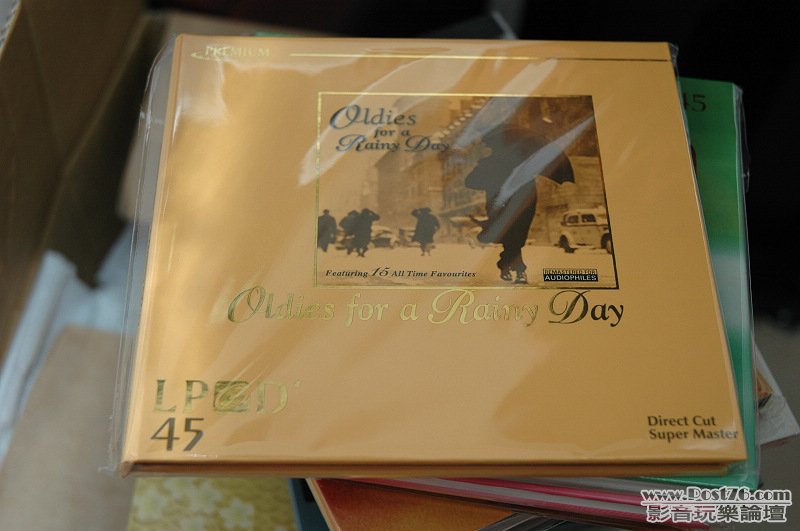 PREMIUM
45
Oldies
for a
Rainy Day
Featuring 15 All Time Favourites
REMASTERED FOR
AUDIOPHILES
Oldies for a Rainy Day
LPCD
45
Direct Cut
Super Master
www.Post76.com
影音玩樂論壇